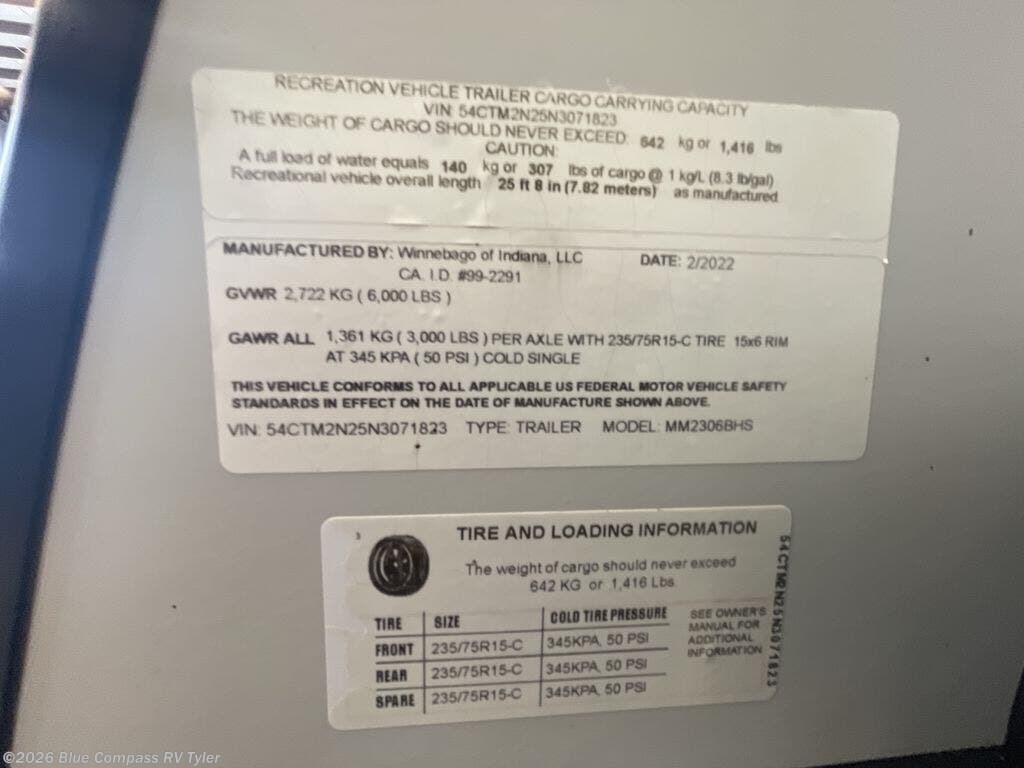 RECREATION VEHICLE TRAILER CARGO CARRYING CAPACITY
VIN: 54CTM2N25N3071823
THE WEIGHT OF CARGO SHOULD NEVER EXCEED: 642 kg or 1,416 lbs
CAUTION:
A full load of water equals 140 kg or 307 lbs of cargo @ 1 kg/L (8.3 lb/gal)
Recreational vehicle overall length 25 ft 8 in (7.82 meters) as manufactured
MANUFACTURED BY: Winnebago of Indiana, LLC DATE: 2/2022
CA. I.D. #99-2291
GVWR 2,722 KG ( 6,000 LBS )
GAWR ALL 1,361 KG ( 3,000 LBS ) PER AXLE WITH 235/75R15-C TIRE 15x6 RIM
AT 345 KPA ( 50 PSI ) COLD SINGLE
THIS VEHICLE CONFORMS TO ALL APPLICABLE US FEDERAL MOTOR VEHICLE SAFETY
STANDARDS IN EFFECT ON THE DATE OF MANUFACTURE SHOWN ABOVE.
VIN: 54CTM2N25N3071823 TYPE: TRAILER MODEL: MM2306BHS
3
TIRE AND LOADING INFORMATION
The weight of cargo should never exceed
642 KG or 1,416 Lbs
TIRE SIZE COLD TIRE PRESSURE
FRONT 235/75R15-C 345KPA, 50 PSI
REAR 235/75R15-C 345KPA, 50 PSI
SPARE 235/75R15-C 345KPA, 50 PSI
SEE OWNER'S
MANUAL FOR
ADDITIONAL
INFORMATION
54CTM2N25N3071823
©2026 Blue Compass RV Tyler